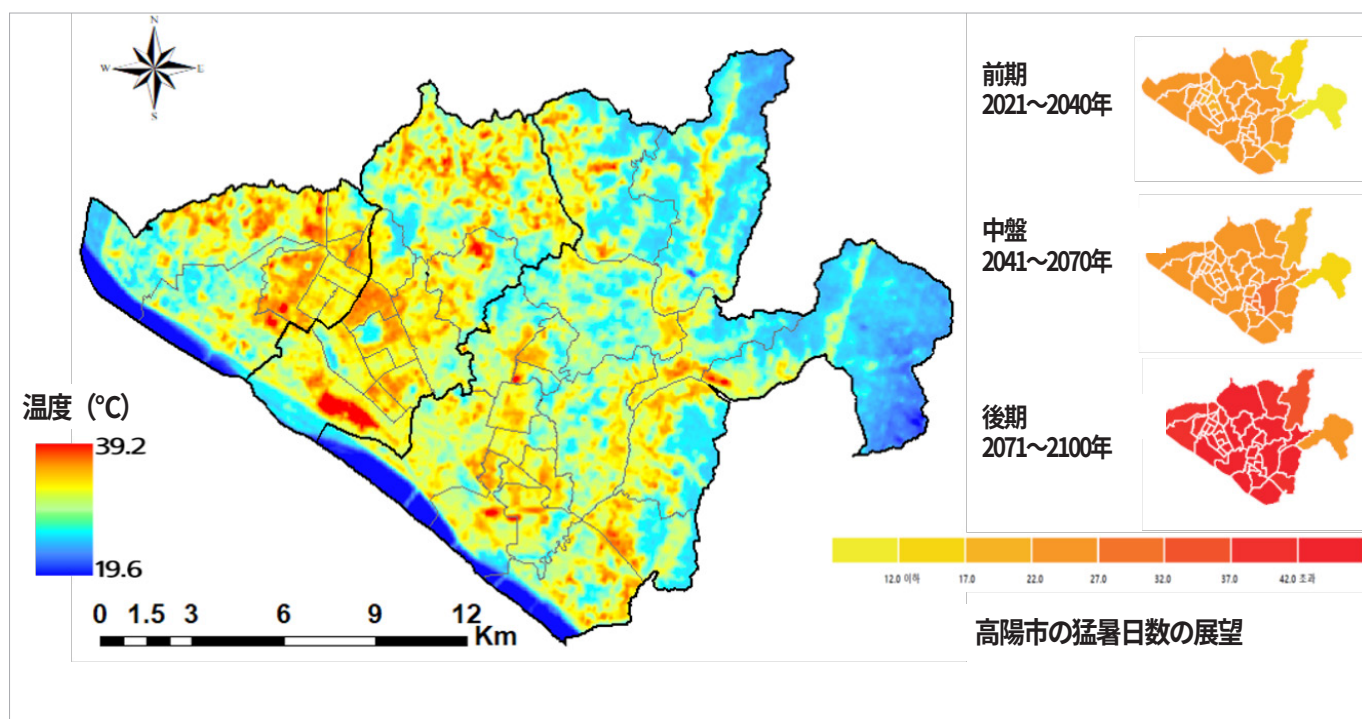 N
W
E
S
温度（℃）
39.2
19.6
0 1.5 3 6 9 12
Km
前期
2021～2040年
中盤
2041～2070年
後期
2071～2100年
12.0 이하 17.0 22.0 27.0 32.0 37.0 42.0 초과
高陽市の猛暑日数の展望